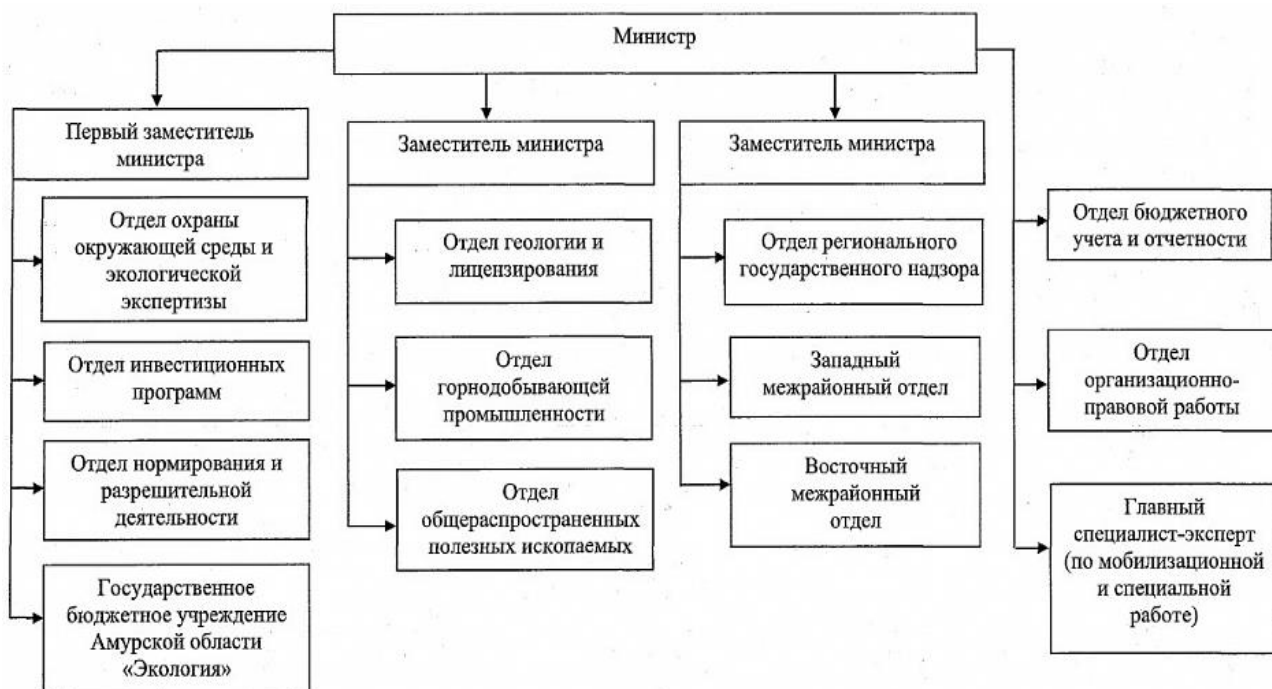 Министр
Первый заместитель
министра
Заместитель министра
Заместитель министра
Отдел охраны
окружающей среды и
экологической
экспертизы
Отдел инвестиционных
программ
Отдел нормирования и
разрешительной
деятельности
Государственное
бюджетное учреждение
Амурской области
«Экология»
Отдел геологии и
лицензирования
Отдел
горнодобывающей
промышленности
Отдел
общераспространенных
полезных ископаемых
Отдел регионального
государственного надзора
Западный
межрайонный отдел
Восточный
межрайонный
отдел
Отдел бюджетного
учета и отчетности
Отдел
организационно-
правовой работы
Главный
специалист-эксперт
(по мобилизационной
и специальной
работе)